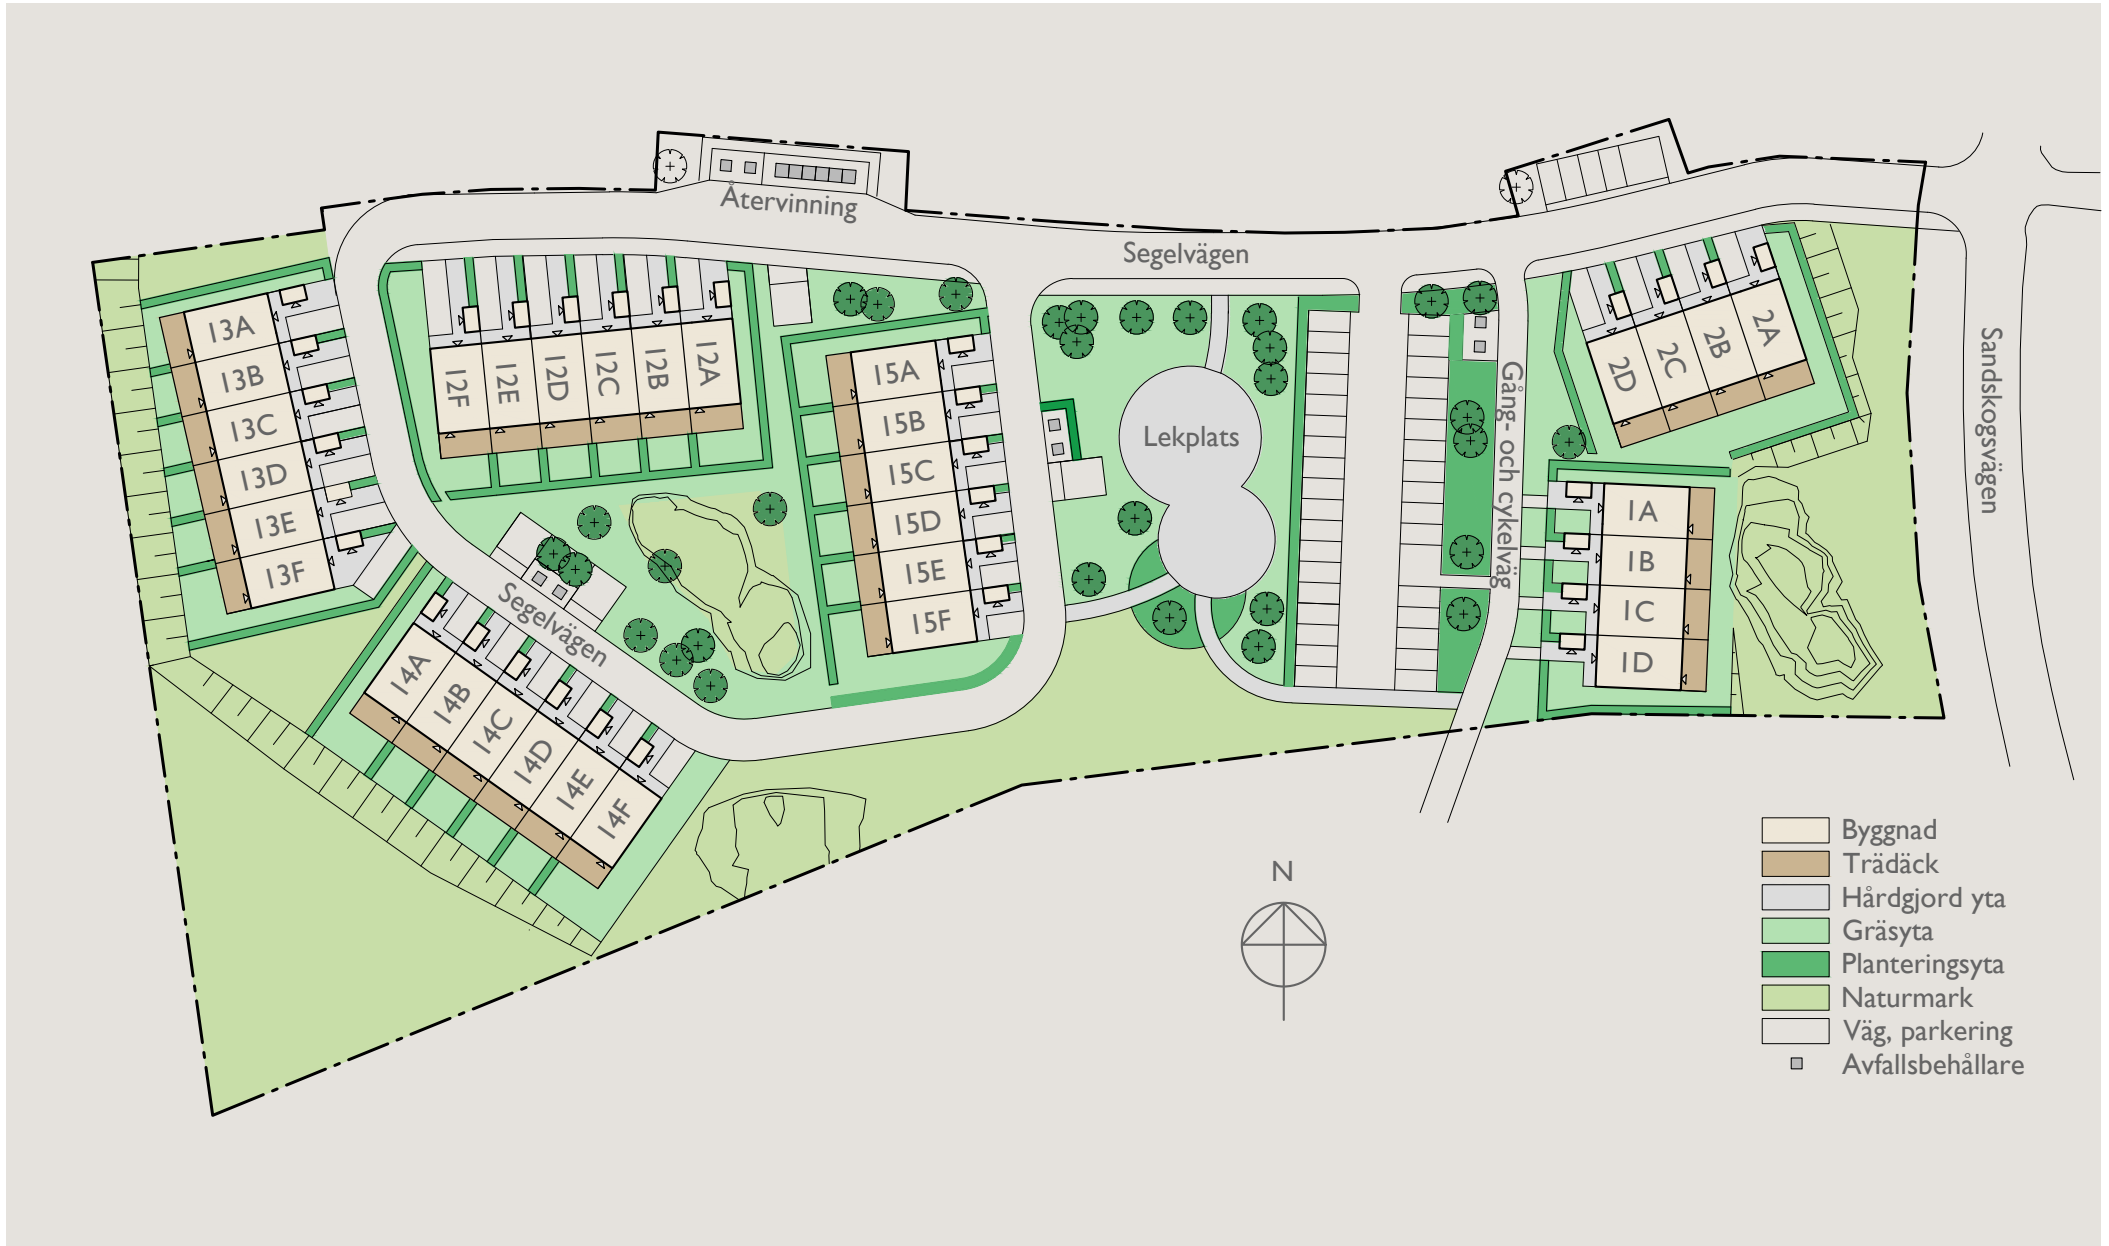 Återvinning
Segelvägen
13A
13B
13C
13D
13E
13F
12F
12E
12D
12C
12B
12A
15A
15B
15C
15D
15E
15F
14A
14B
14C
14D
14E
14F
Segelvägen
Lekplats
Gång- och cykelväg
2D
2C
2B
2A
1A
1B
1C
1D
Sandskogsvägen
N
Byggnad
Trädäck
Hårdgjord yta
Gräsyta
Planteringsyta
Naturmark
Väg, parkering
Avfallsbehållare